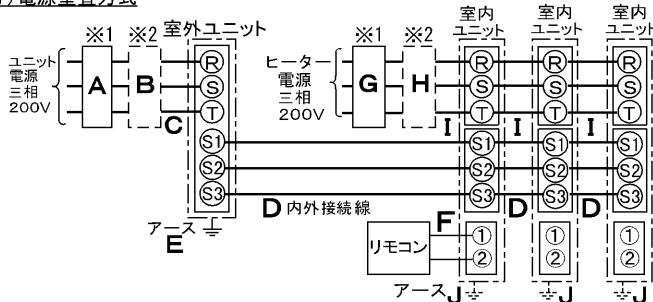 電源重畳方式
※1
※2
室外ユニット
ユニット
電源
三相
200V
A
B
C
R
S
T
S1
S2
S3
アース
E
D 内外接続線
※1
※2
ヒーター
電源
三相
200V
G
H
I
I
I
室内
ユニット
R
S
T
S1
S2
S3
①
②
室内
ユニット
R
S
T
S1
S2
S3
①
②
室内
ユニット
R
S
T
S1
S2
S3
①
②
D
D
F
リモコン
アース
J
J
J